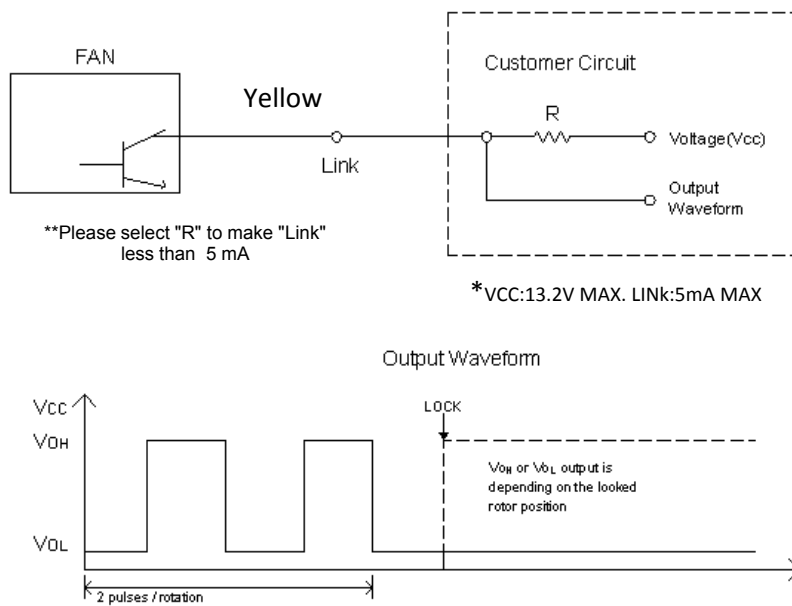 FAN
Customer Circuit
Yellow
R
Link
Voltage(Vcc)
Output
Waveform
**Please select "R" to make "Link"
less than 5 mA
*VCC:13.2V MAX. LINk:5mA MAX
Output Waveform
VCC
LOCK
VOH
VOH or VOL output is
depending on the looked
rotor position
VOL
2 pulses / rotation